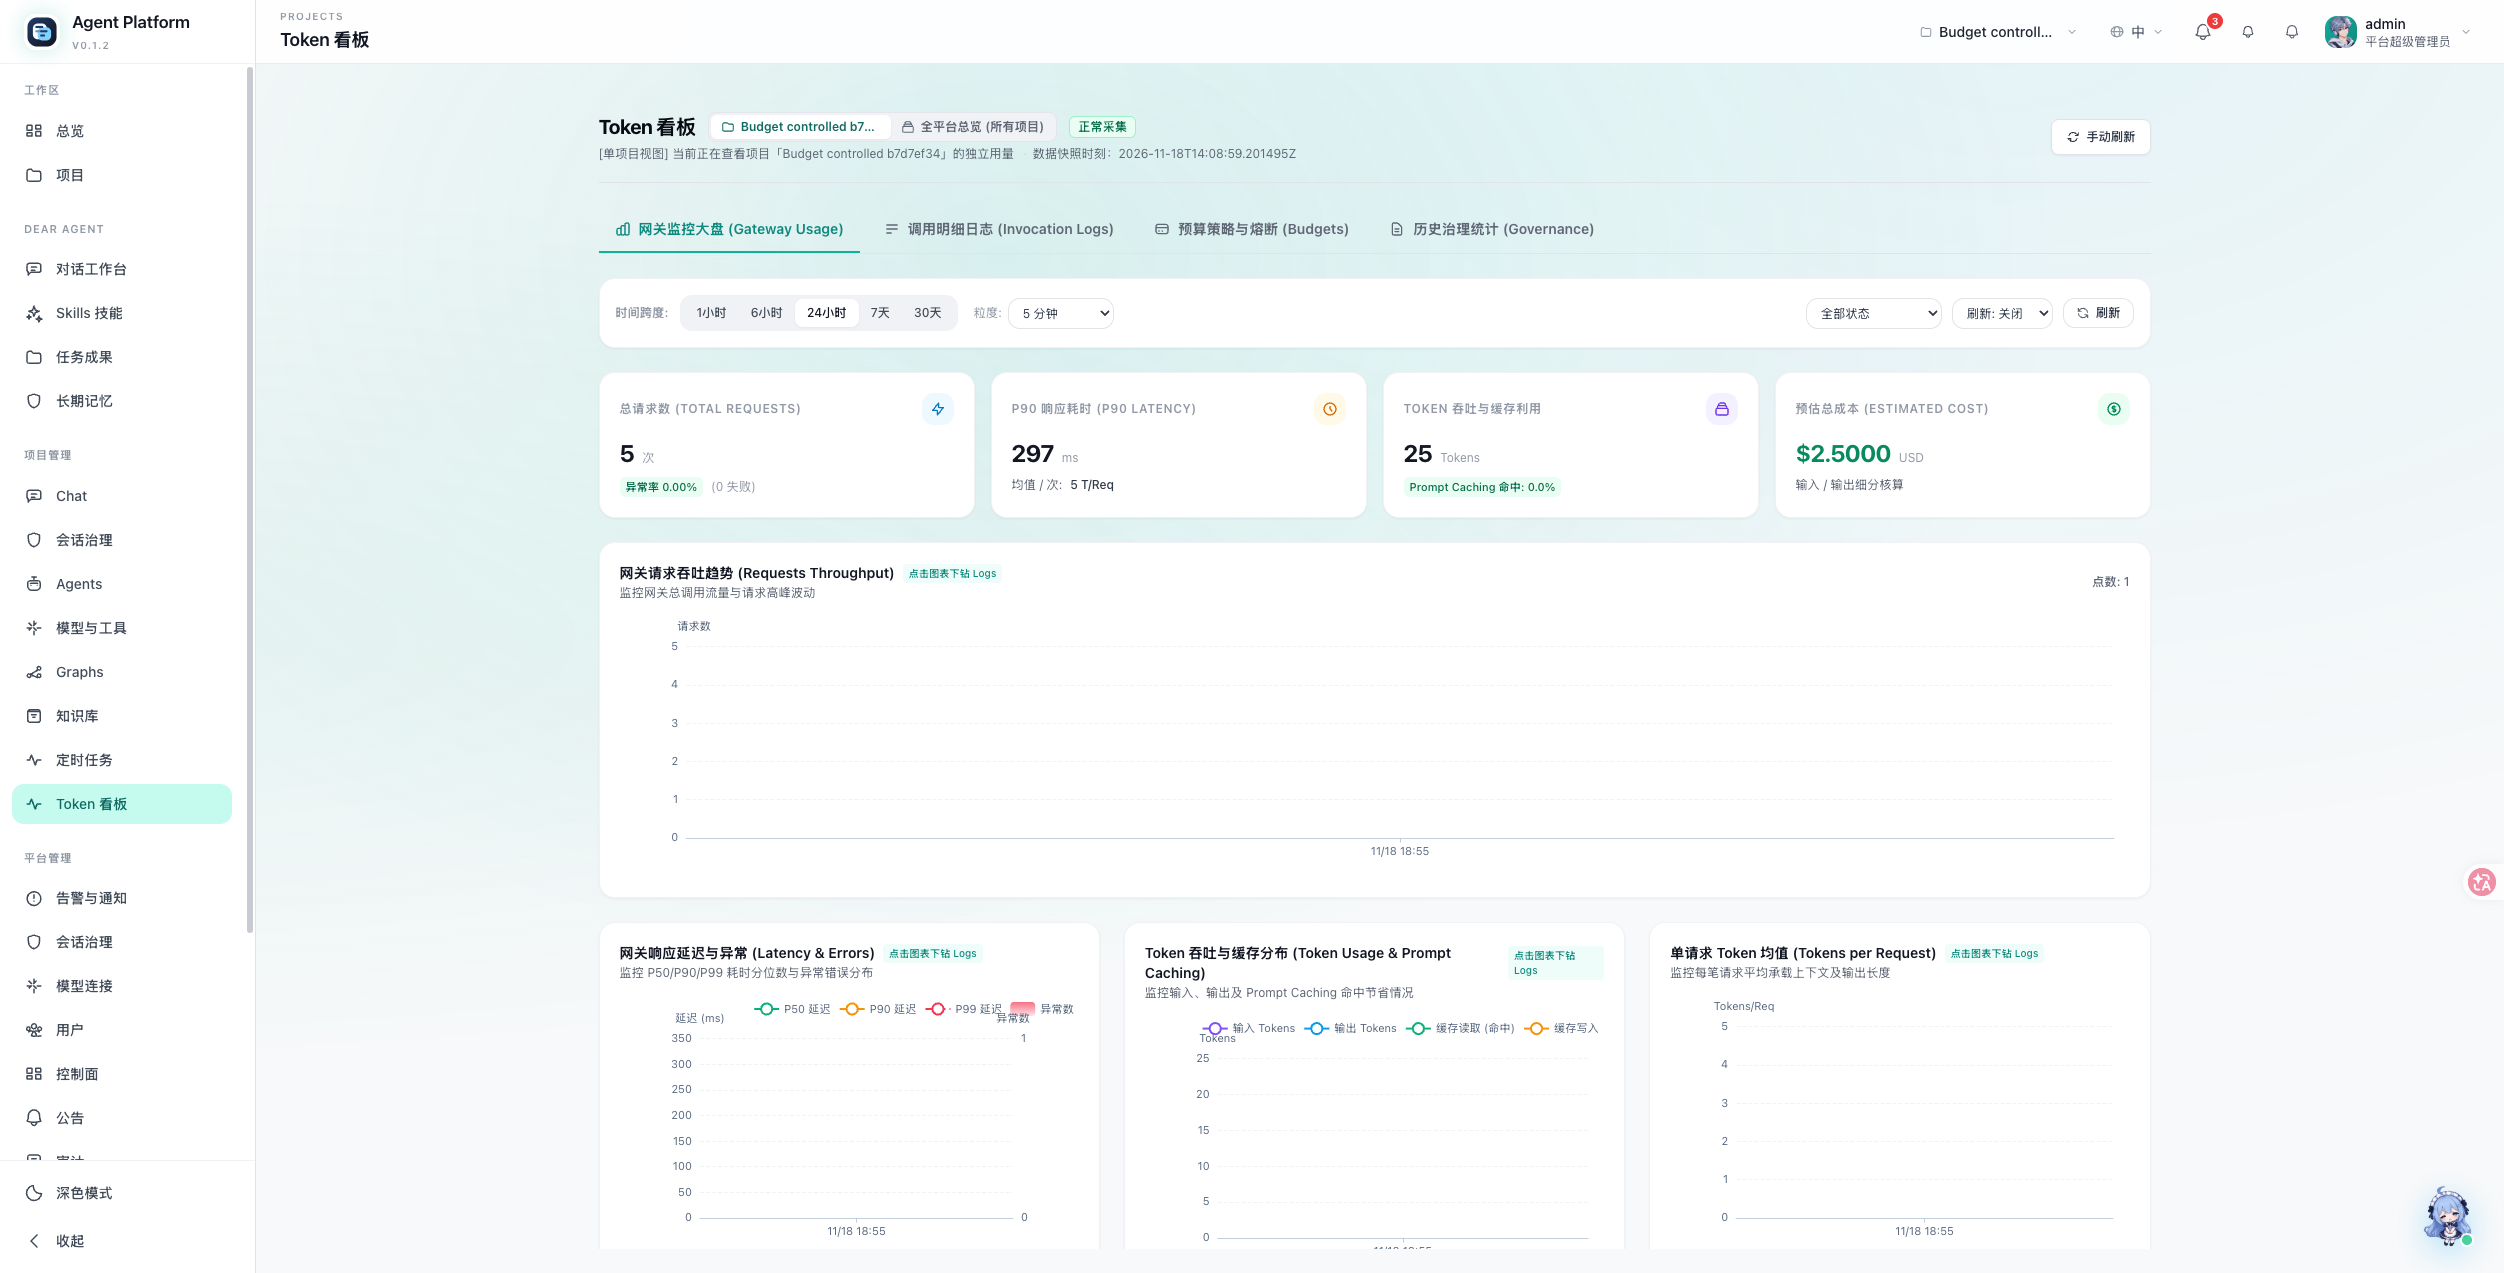 Agent Platform
V0.1.2
工作区
总览
项目
DEAR AGENT
对话工作台
Skills 技能
任务成果
长期记忆
项目管理
Chat
会话治理
Agents
模型与工具
Graphs
知识库
定时任务
Token 看板
平台管理
告警与通知
会话治理
模型连接
用户
控制面
公告
深色模式
收起
PROJECTS
Token 看板
Budget controll...
中
3
admin
平台超级管理员
Token 看板
Budget controlled b7...
全平台总览 (所有项目)
正常采集
[单项目视图] 当前正在查看项目「Budget controlled b7d7ef34」的独立用量 · 数据快照时刻: 2026-11-18T14:08:59.201495Z
手动刷新
网关监控大盘 (Gateway Usage)
调用明细日志 (Invocation Logs)
预算策略与熔断 (Budgets)
历史治理统计 (Governance)
时间跨度:
1小时
6小时
24小时
7天
30天
粒度:
5 分钟
全部状态
刷新: 关闭
刷新
总请求数 (TOTAL REQUESTS)
5 次
异常率 0.00% (0 失败)
P90 响应耗时 (P90 LATENCY)
297 ms
均值 / 次: 5 T/Req
TOKEN 吞吐与缓存利用
25 Tokens
Prompt Caching 命中: 0.0%
预估总成本 (ESTIMATED COST)
$2.5000 USD
输入 / 输出细分核算
网关请求吞吐趋势 (Requests Throughput)
点击图表下钻 Logs
监控网关总调用流量与请求高峰波动
点数: 1
请求数
5
4
3
2
1
0
11/18 18:55
网关响应延迟与异常 (Latency & Errors)
点击图表下钻 Logs
监控 P50/P90/P99 耗时分位数与异常错误分布
P50 延迟
P90 延迟
P99 延迟
异常数
延迟 (ms)
异常数
350
300
250
200
150
100
50
0
1
0
11/18 18:55
Token 吞吐与缓存分布 (Token Usage & Prompt
Caching)
点击图表下钻
Logs
监控输入、输出及 Prompt Caching 命中节省情况
输入 Tokens
输出 Tokens
缓存读取 (命中)
缓存写入
Tokens
25
20
15
10
5
0
单请求 Token 均值 (Tokens per Request)
点击图表下钻 Logs
监控每笔请求平均承载上下文及输出长度
Tokens/Req
5
4
3
2
1
0
11/18 18:55